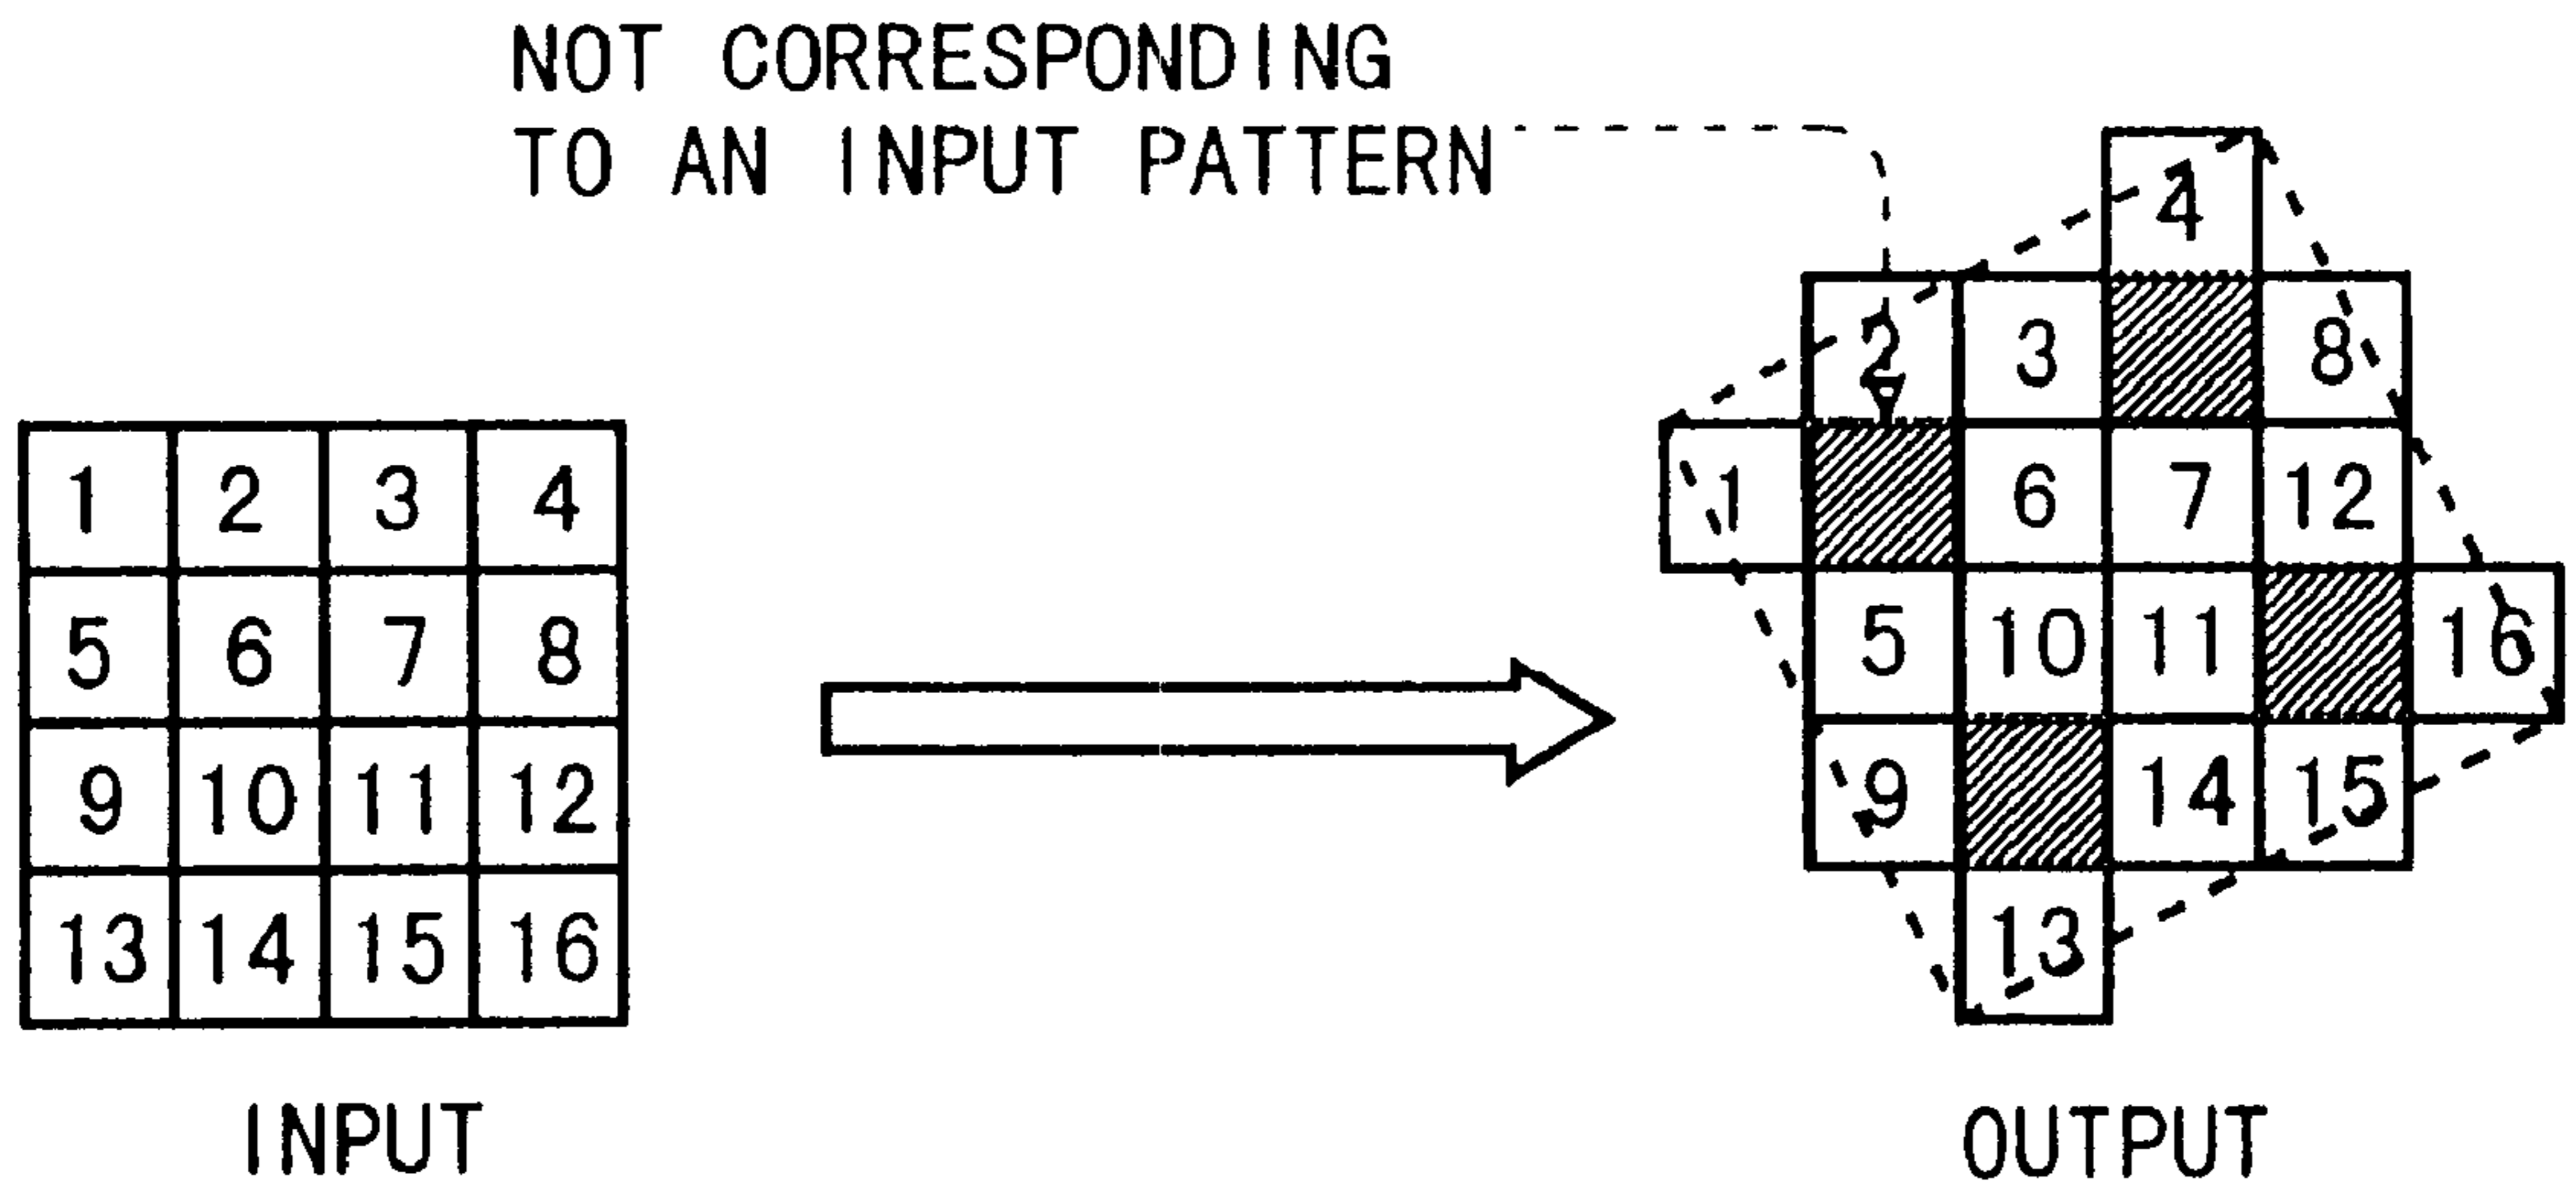 NOT CORRESPONDING
TO AN INPUT PATTERN
1 2 3 4
5 6 7 8
9 10 11 12
13 14 15 16
INPUT
4
2 3 8
1 6 7 12
5 10 11 16
9 14 15
13
OUTPUT